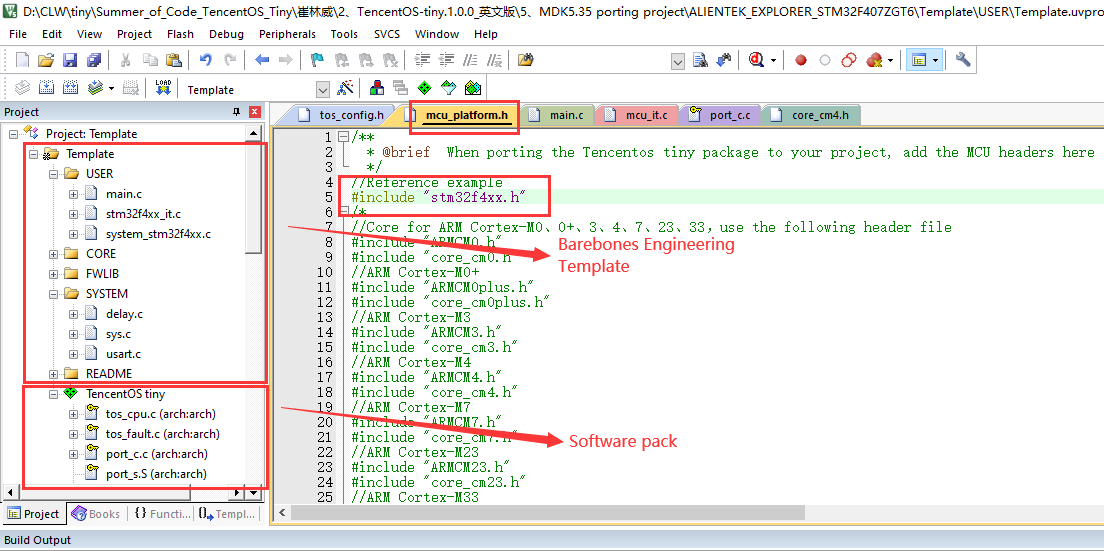 D:\CLW\tiny\Summer_of_Code_TencentOS_Tiny\崔林威\2、TencentOS-tiny.1.0.0_英文版\5、MDK5.35 porting project\ALIENTEK_EXPLORER_STM32F407ZGT6\Template\USER\Template.uvpro
File Edit View Project Flash Debug Peripherals Tools SVCS Window Help
Template
Project
tos_config.h mcu_platform.h main.c mcu_it.c port_c.c core_cm4.h
Project: Template
Template
USER
main.c
stm32f4xx_it.c
system_stm32f4xx.c
CORE
FWLIB
SYSTEM
delay.c
sys.c
usart.c
README
TencentOS tiny
tos_cpu.c (arch:arch)
tos_fault.c (arch:arch)
port_c.c (arch:arch)
port_s.S (arch:arch)
Project Books Functi... Templ...
1 /**
2 * @brief When porting the Tencentos tiny package to your project, add the MCU headers here
3 */
4 //Reference example
5 #include "stm32f4xx.h"
6 /*
7 //Core for ARM Cortex-M0、0+、3、4、7、23、33, use the following header file
8 #include "ARMCM0.h"
9 #include "core_cm0.h"
10 //ARM Cortex-M0+
11 #include "ARMCM0plus.h"
12 #include "core_cm0plus.h"
13 //ARM Cortex-M3
14 #include "ARMCM3.h"
15 #include "core_cm3.h"
16 //ARM Cortex-M4
17 #include "ARMCM4.h"
18 #include "core_cm4.h"
19 //ARM Cortex-M7
20 #include "ARMCM7.h"
21 #include "core_cm7.h"
22 //ARM Cortex-M23
23 #include "ARMCM23.h"
24 #include "core_cm23.h"
25 //ARM Cortex-M33
Barebones Engineering
Template
Software pack
Build Output